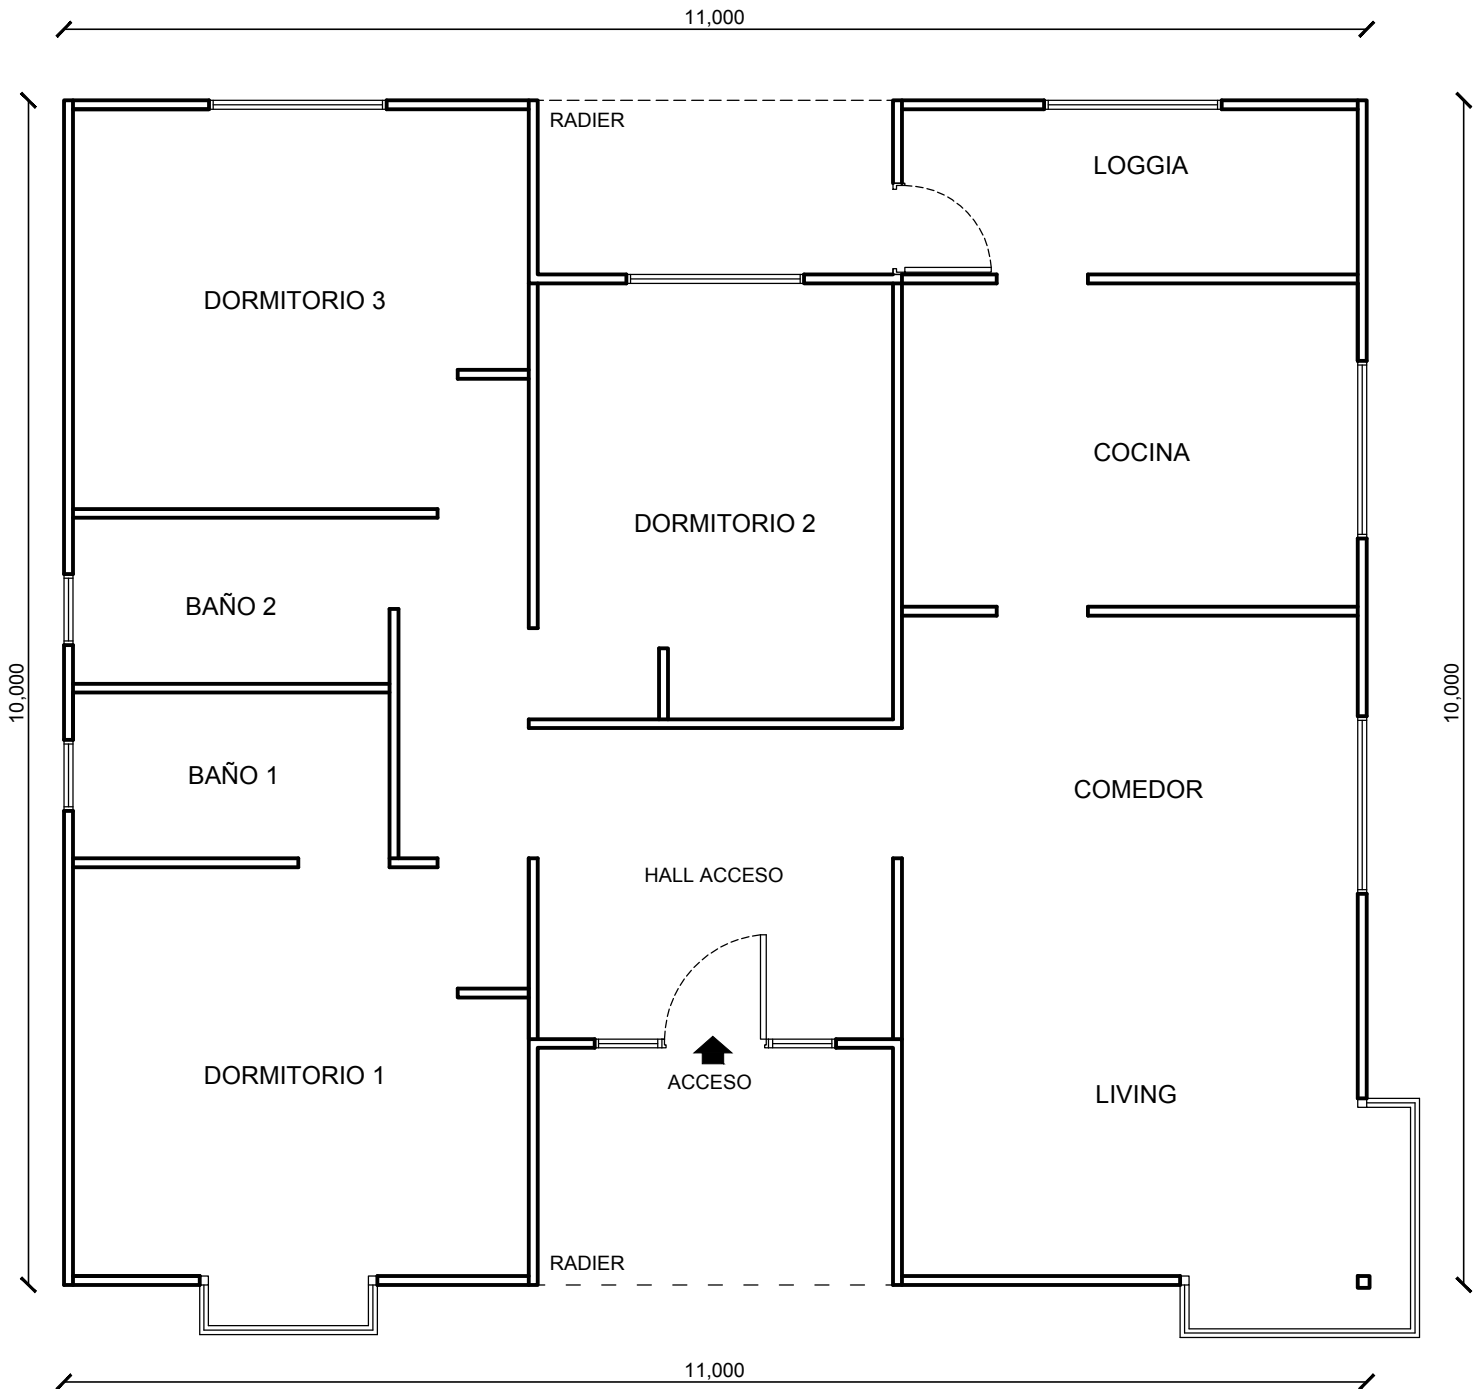 11,000
RADIER
LOGGIA
DORMITORIO 3
COCINA
DORMITORIO 2
BAÑO 2
10,000
10,000
BAÑO 1
COMEDOR
HALL ACCESO
DORMITORIO 1
ACCESO
LIVING
RADIER
11,000